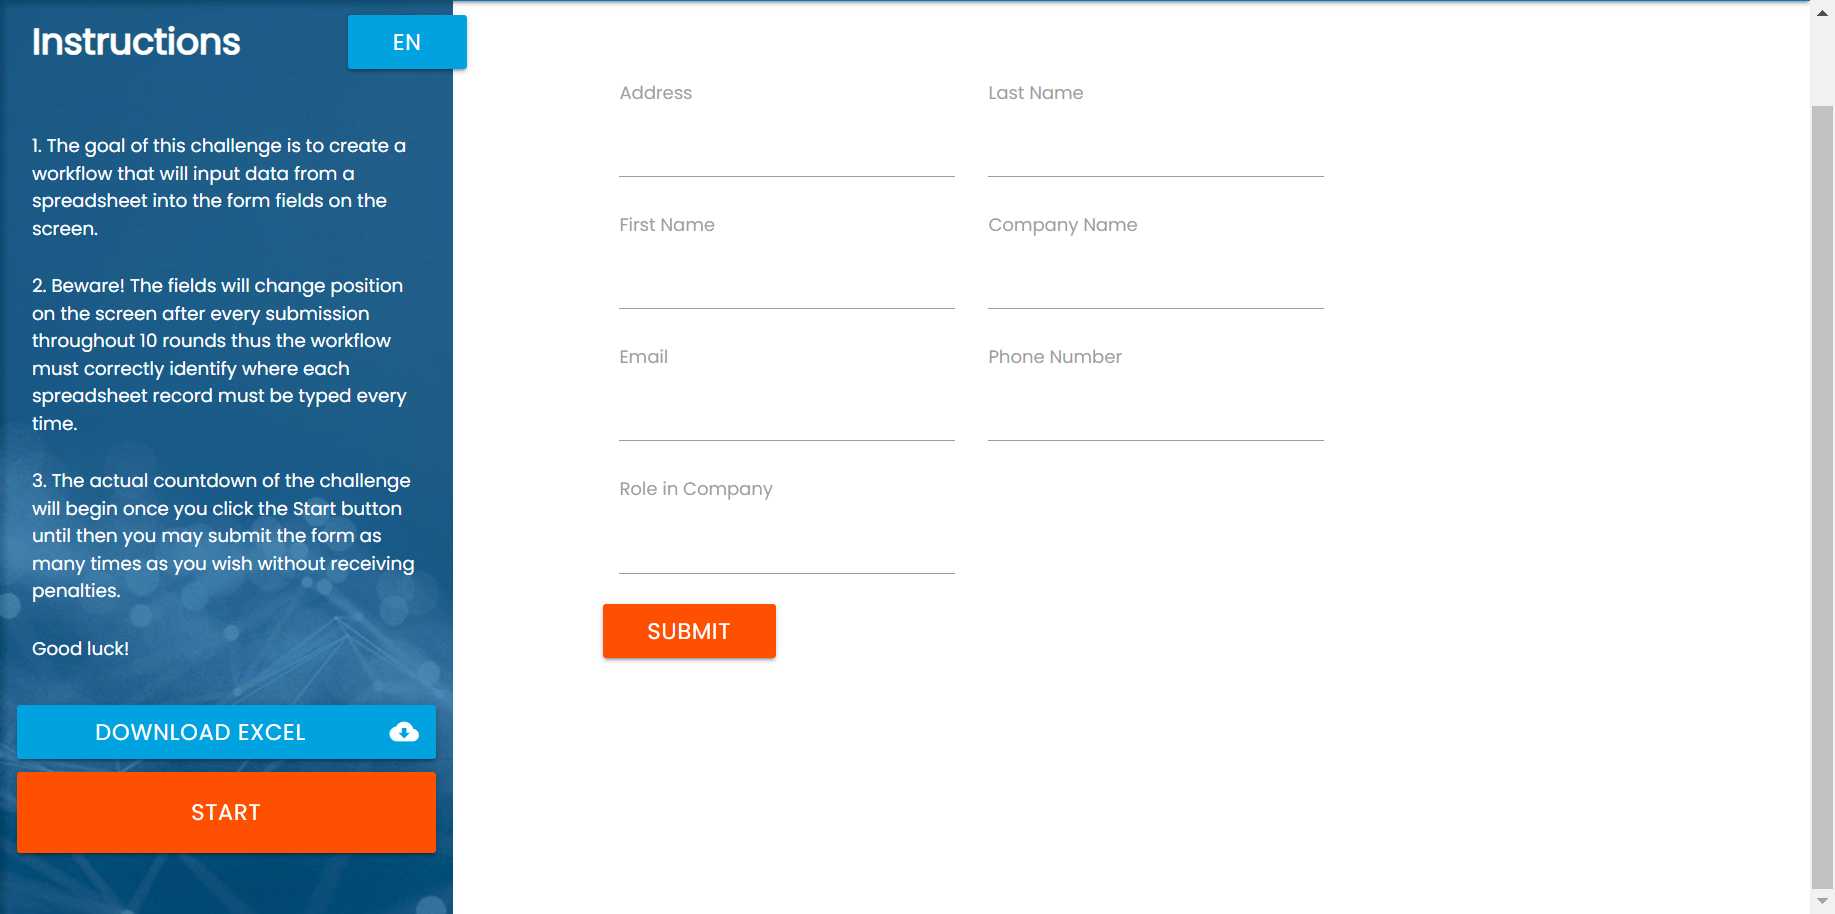 Instructions
EN
1. The goal of this challenge is to create a
workflow that will input data from a
spreadsheet into the form fields on the
screen.
2. Beware! The fields will change position
on the screen after every submission
throughout 10 rounds thus the workflow
must correctly identify where each
spreadsheet record must be typed every
time.
3. The actual countdown of the challenge
will begin once you click the Start button
until then you may submit the form as
many times as you wish without receiving
penalties.
Good luck!
DOWNLOAD EXCEL
START
Address
Last Name
First Name
Company Name
Email
Phone Number
Role in Company
SUBMIT